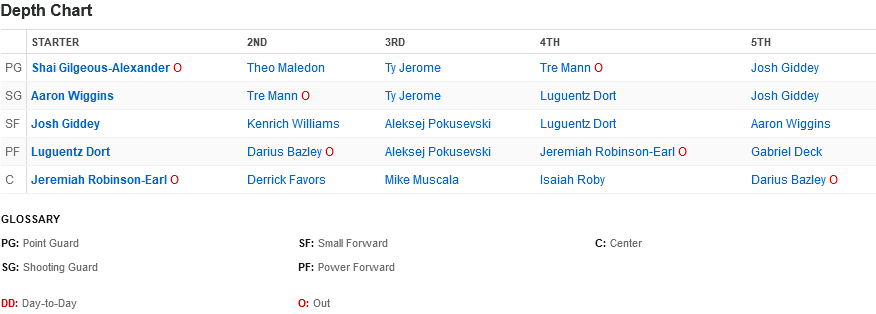 Depth Chart
STARTER 2ND 3RD 4TH 5TH
PG Shai Gilgeous-Alexander O Theo Maledon Ty Jerome Tre Mann O Josh Giddey
SG Aaron Wiggins Tre Mann O Ty Jerome Luguentz Dort Josh Giddey
SF Josh Giddey Kenrich Williams Aleksej Pokusevski Luguentz Dort Aaron Wiggins
PF Luguentz Dort Darius Bazley O Aleksej Pokusevski Jeremiah Robinson-Earl O Gabriel Deck
C Jeremiah Robinson-Earl O Derrick Favors Mike Muscala Isaiah Roby Darius Bazley O
GLOSSARY
PG: Point Guard SF: Small Forward C: Center
SG: Shooting Guard PF: Power Forward
DD: Day-to-Day O: Out